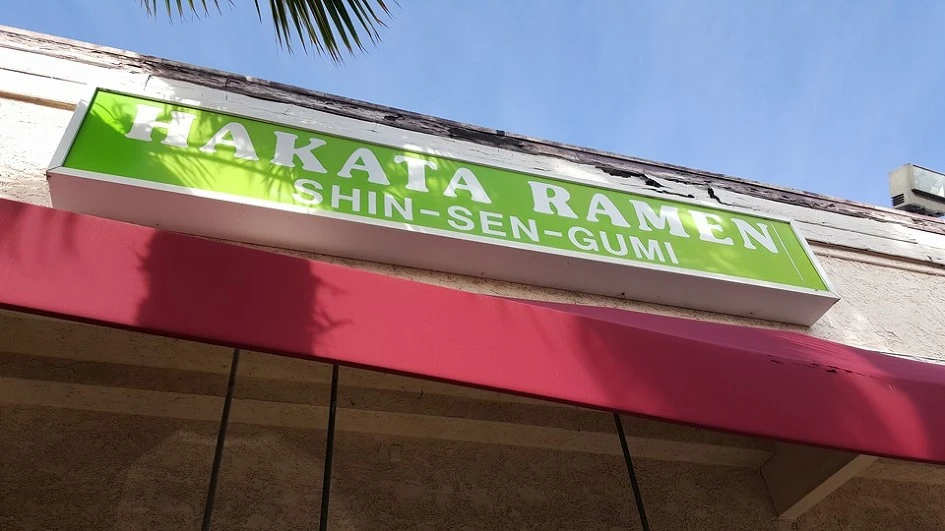 HAKATA RAMEN
SHIN-SEN-GUMI